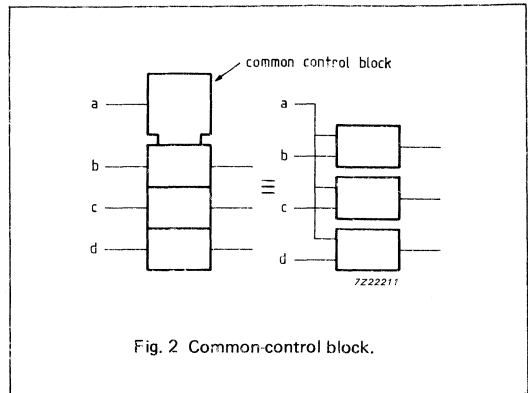 common control block
a
b
c
d
≡
a
b
c
d
7Z22211
Fig. 2 Common-control block.